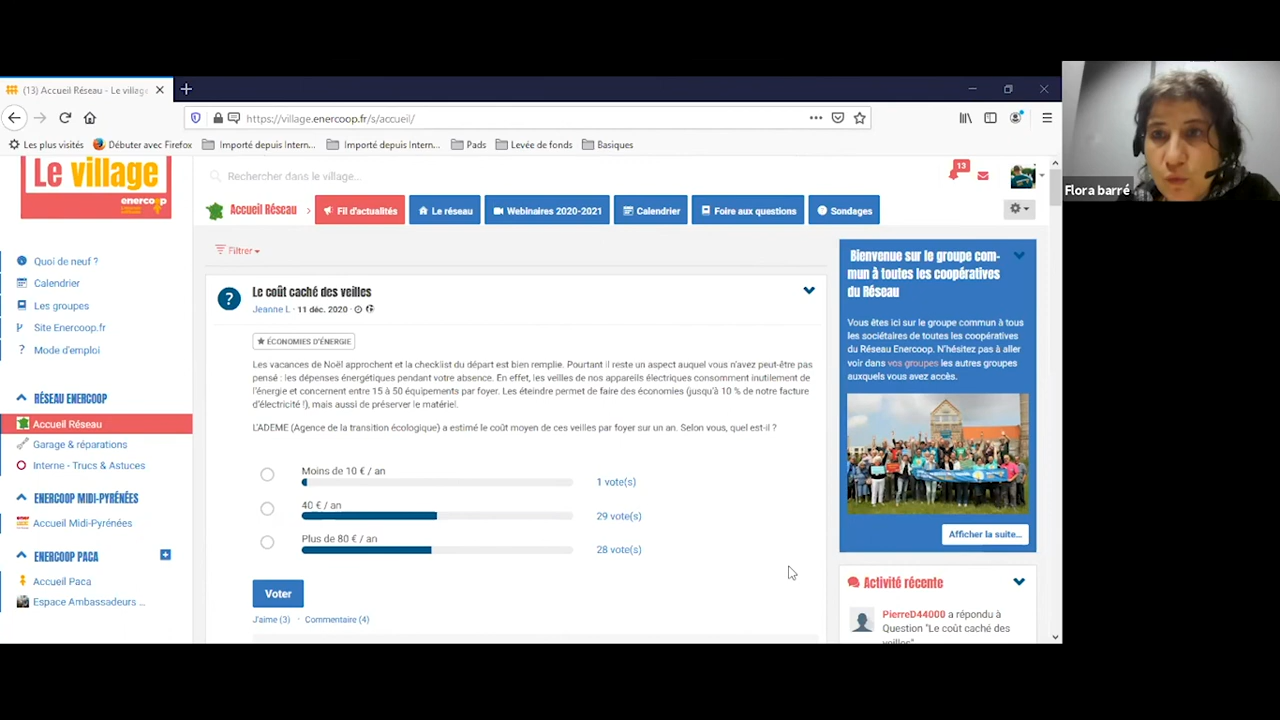 (13) Accueil Réseau - Le village
https://village.enercoop.fr/s/accueil/
Les plus visités
Débuter avec Firefox
Importé depuis Intern...
Importé depuis Intern...
Pads
Levée de fonds
Basiques
Flora barré
Le village
enercoop
Rechercher dans le village...
13
Accueil Réseau
Fil d'actualités
Le réseau
Webinaires 2020-2021
Calendrier
Foire aux questions
Sondages
Quoi de neuf ?
Calendrier
Les groupes
Site Enercoop.fr
? Mode d'emploi
RÉSEAU ENERCOOP
Accueil Réseau
Garage & réparations
Interne - Trucs & Astuces
ENERCOOP MIDI-PYRÉNÉES
Accueil Midi-Pyrénées
ENERCOOP PACA
Accueil Paca
Espace Ambassadeurs ...
Filtrer
? Le coût caché des veilles
Jeanne L · 11 déc. 2020 ·
ÉCONOMIES D'ÉNERGIE
Les vacances de Noël approchent et la checklist du départ est bien remplie. Pourtant il reste un aspect auquel vous n'avez peut-être pas
pensé : les dépenses énergétiques pendant votre absence. En effet, les veilles de nos appareils électriques consomment inutilement de
l'énergie et concernent entre 15 à 50 équipements par foyer. Les éteindre permet de faire des économies (jusqu'à 10 % de notre facture
d'électricité !), mais aussi de préserver le matériel.
L'ADEME (Agence de la transition écologique) a estimé le coût moyen de ces veilles par foyer sur un an. Selon vous, quel est-il ?
Moins de 10 € / an
1 vote(s)
40 € / an
29 vote(s)
Plus de 80 € / an
28 vote(s)
Voter
J'aime (3) · Commentaire (4)
Bienvenue sur le groupe com-
mun à toutes les coopératives
du Réseau
Vous êtes ici sur le groupe commun à tous
les sociétaires de toutes les coopératives
du Réseau Enercoop. N'hésitez pas à aller
voir dans vos groupes les autres groupes
auxquels vous avez accès.
Afficher la suite...
Activité récente
PierreD44000 a répondu à
Question "Le coût caché des
veilles"